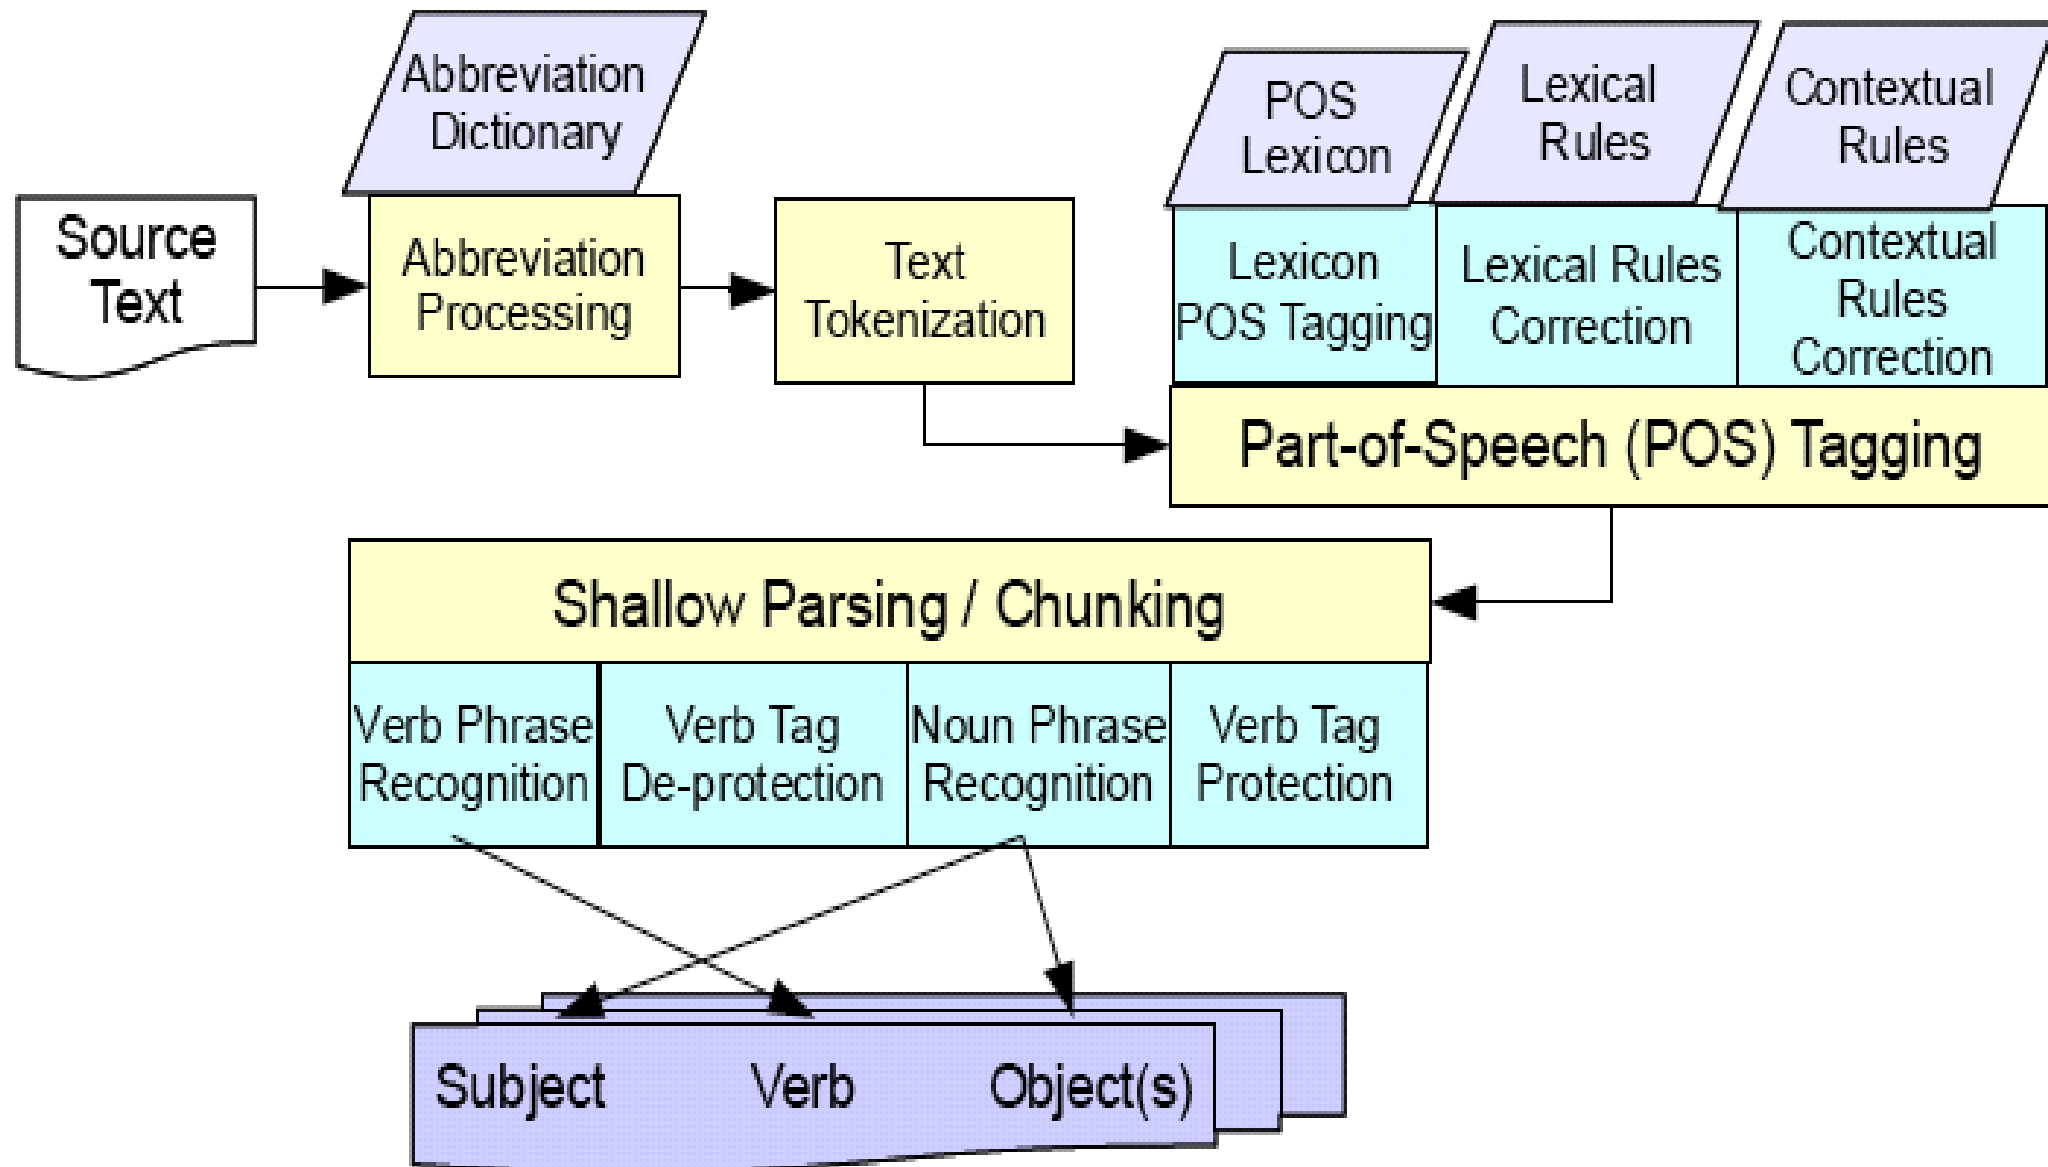 Abbreviation
Dictionary
POS
Lexicon
Lexical
Rules
Contextual
Rules
Source
Text
Abbreviation
Processing
Text
Tokenization
Lexicon
POS Tagging
Lexical Rules
Correction
Contextual
Rules
Correction
Part-of-Speech (POS) Tagging
Shallow Parsing / Chunking
Verb Phrase
Recognition
Verb Tag
De-protection
Noun Phrase
Recognition
Verb Tag
Protection
Subject Verb Object(s)